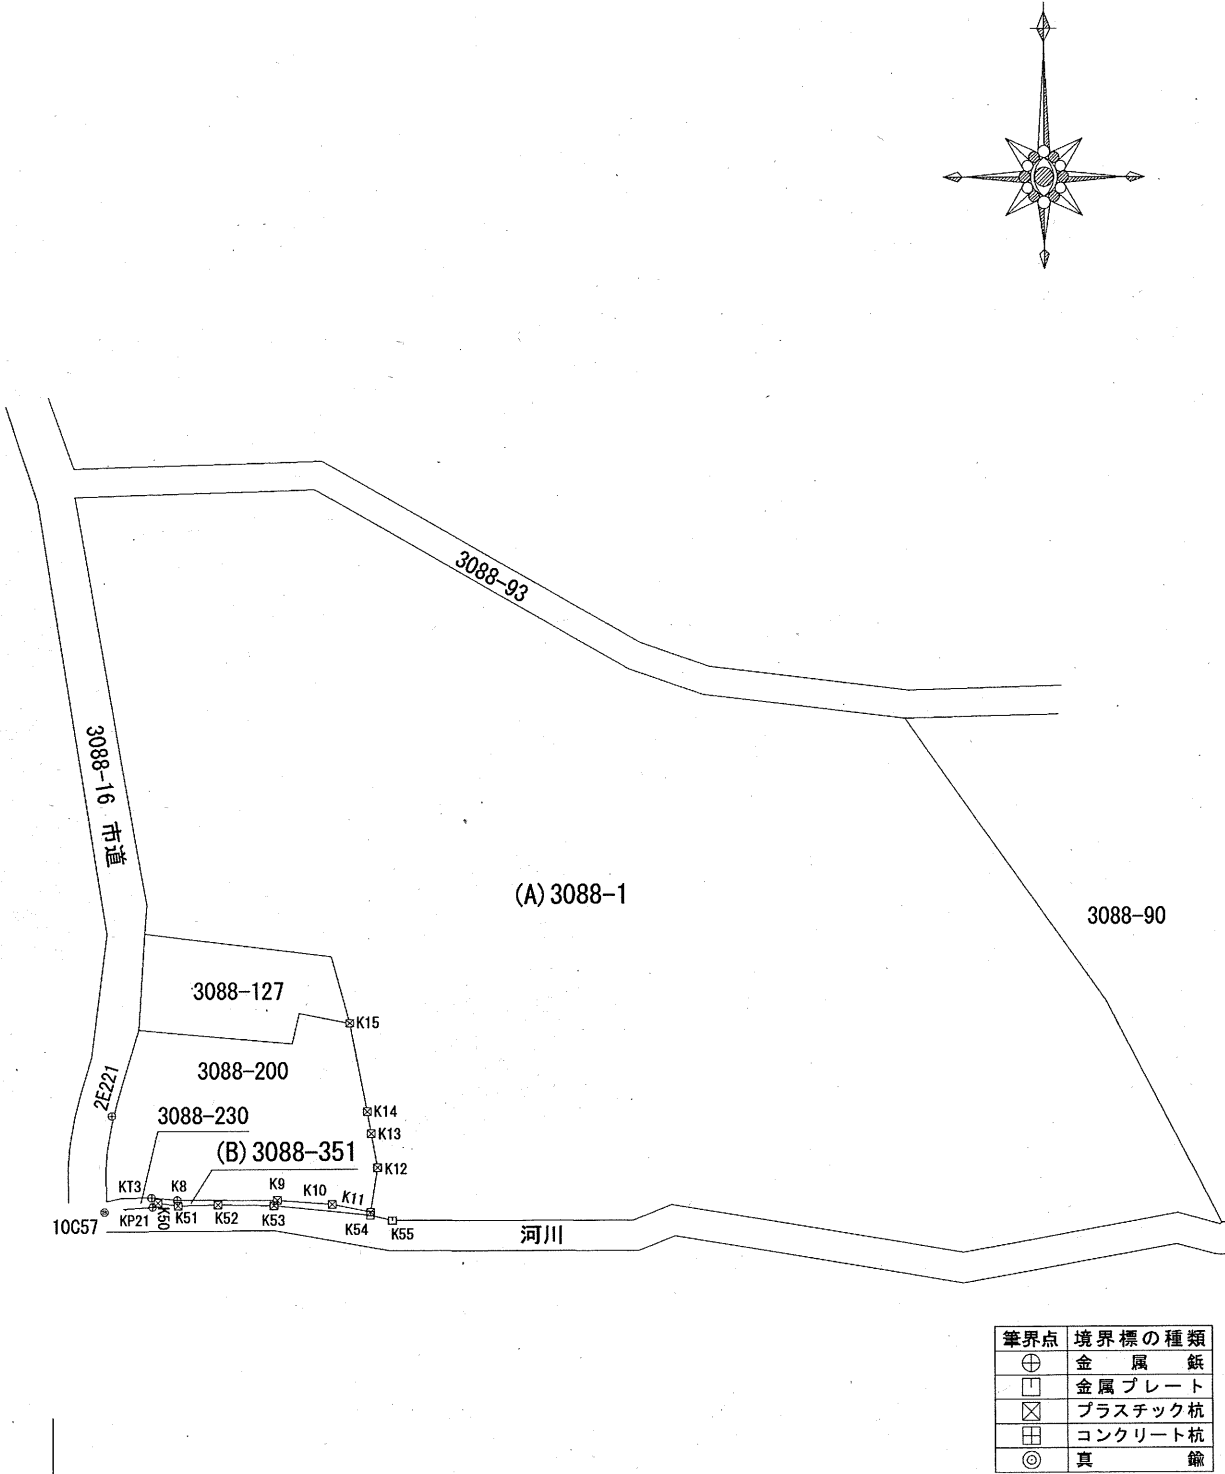 3088-93
3088-16 市道
(A)3088-1
3088-90
3088-127
K15
3088-200
2E221
K14
3088-230
K13
(B)3088-351
K12
KT3
K8
K9
K10
K11
10C57
KP21
K50
K51
K52
K53
K54
K55
河川
筆界点 境界標の種類
金属鋲
金属プレート
プラスチック杭
コンクリート杭
真鍮